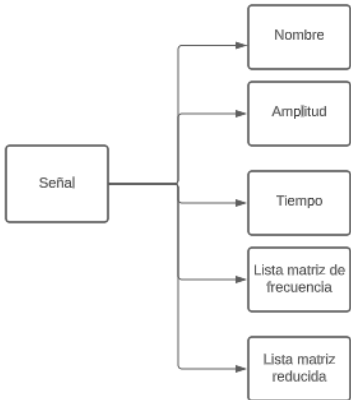 Nombre
Amplitud
Señal
Tiempo
Lista matriz de
frecuencia
Lista matriz
reducida